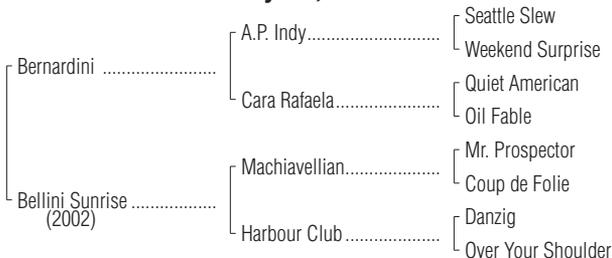 Seattle Slew
A.P. Indy........................................
Weekend Surprise
Bernardini ..........................
Quiet American
Cara Rafaela................................
Oil Fable
Mr. Prospector
Machiavellian..............................
Coup de Folie
Bellini Sunrise ....................
(2002)
Danzig
Harbour Club..............................
Over Your Shoulder